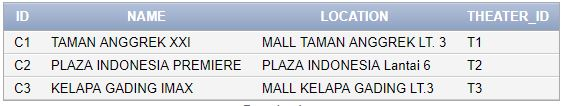 ID NAME LOCATION THEATER_ID
C1 TAMAN ANGGREK XXI MALL TAMAN ANGGREK LT. 3 T1
C2 PLAZA INDONESIA PREMIERE PLAZA INDONESIA Lantai 6 T2
C3 KELAPA GADING IMAX MALL KELAPA GADING LT.3 T3